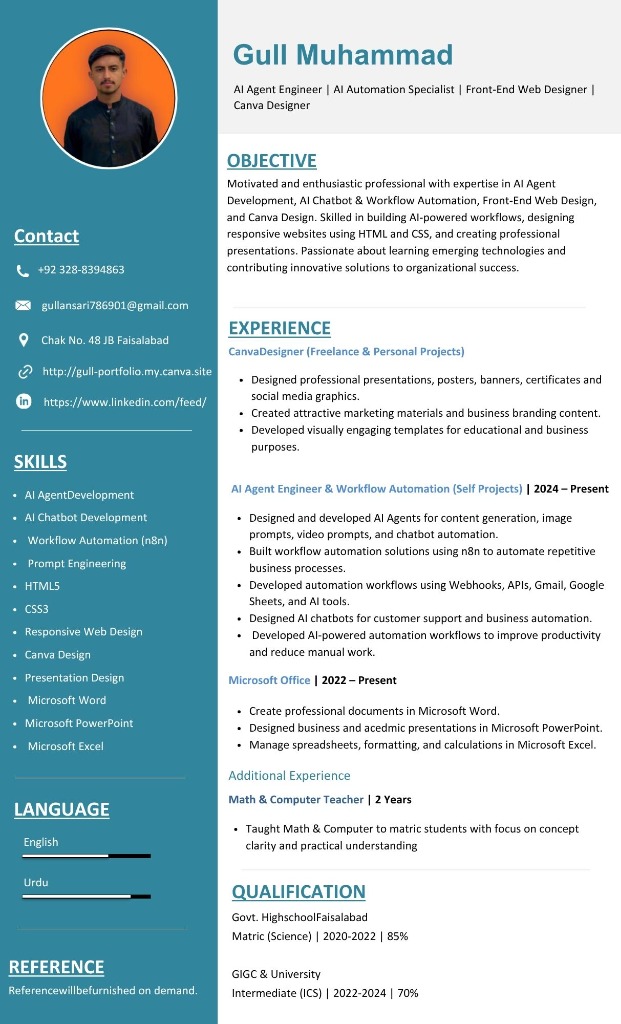 Gull Muhammad
AI Agent Engineer | AI Automation Specialist | Front-End Web Designer |
Canva Designer
Contact
+92 328-8394863
gullansari786901@gmail.com
Chak No. 48 JB Faisalabad
http://gull-portfolio.my.canva.site
https://www.linkedin.com/feed/
SKILLS
• AI AgentDevelopment
• AI Chatbot Development
• Workflow Automation (n8n)
• Prompt Engineering
• HTML5
• CSS3
• Responsive Web Design
• Canva Design
• Presentation Design
• Microsoft Word
• Microsoft PowerPoint
• Microsoft Excel
LANGUAGE
English
Urdu
REFERENCE
Referencewillbefurnished on demand.
OBJECTIVE
Motivated and enthusiastic professional with expertise in AI Agent
Development, AI Chatbot & Workflow Automation, Front-End Web Design,
and Canva Design. Skilled in building AI-powered workflows, designing
responsive websites using HTML and CSS, and creating professional
presentations. Passionate about learning emerging technologies and
contributing innovative solutions to organizational success.
EXPERIENCE
CanvaDesigner (Freelance & Personal Projects)
• Designed professional presentations, posters, banners, certificates and
social media graphics.
• Created attractive marketing materials and business branding content.
• Developed visually engaging templates for educational and business
purposes.
AI Agent Engineer & Workflow Automation (Self Projects) | 2024 – Present
• Designed and developed AI Agents for content generation, image
prompts, video prompts, and chatbot automation.
• Built workflow automation solutions using n8n to automate repetitive
business processes.
• Developed automation workflows using Webhooks, APIs, Gmail, Google
Sheets, and AI tools.
• Designed AI chatbots for customer support and business automation.
• Developed AI-powered automation workflows to improve productivity
and reduce manual work.
Microsoft Office | 2022 – Present
• Create professional documents in Microsoft Word.
• Designed business and acedmic presentations in Microsoft PowerPoint.
• Manage spreadsheets, formatting, and calculations in Microsoft Excel.
Additional Experience
Math & Computer Teacher | 2 Years
• Taught Math & Computer to matric students with focus on concept
clarity and practical understanding
QUALIFICATION
Govt. HighschoolFaisalabad
Matric (Science) | 2020-2022 | 85%
GIGC & University
Intermediate (ICS) | 2022-2024 | 70%